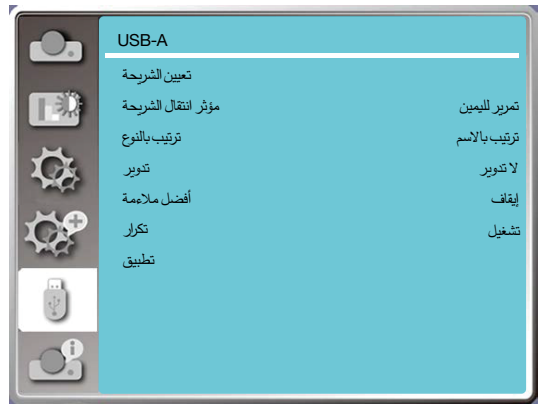 USB-A
تعيين الشريحة
مؤثر انتقال الشريحة تمرير لليمين
ترتيب بالنوع ترتيب بالاسم
تدوير لا تدوير
أفضل ملاءمة إيقاف
تكرار تشغيل
تطبيق